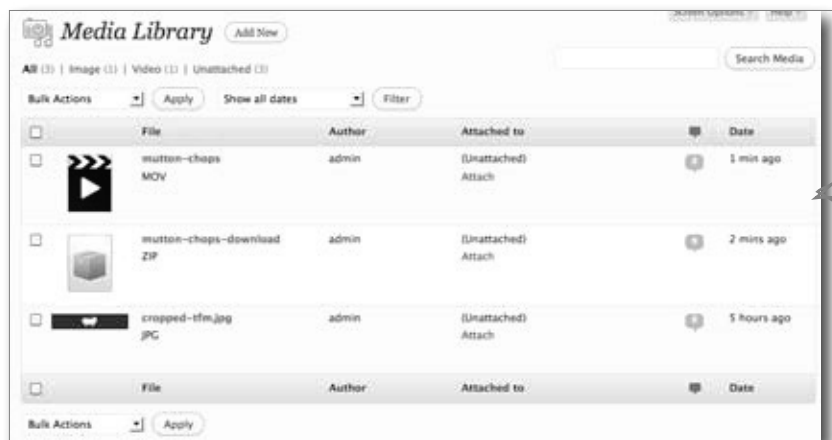 Screen Options Help
Media Library Add New
All (3) | Image (1) | Video (1) | Unattached (3)
Search Media
Bulk Actions Apply Show all dates Filter
File Author Attached to Date
mutton-chops admin (Unattached) 1 min ago
MOV Attach
mutton-chops-download admin (Unattached) 2 mins ago
ZIP Attach
cropped-tfm.jpg admin (Unattached) 5 hours ago
JPG Attach
File Author Attached to Date
Bulk Actions Apply